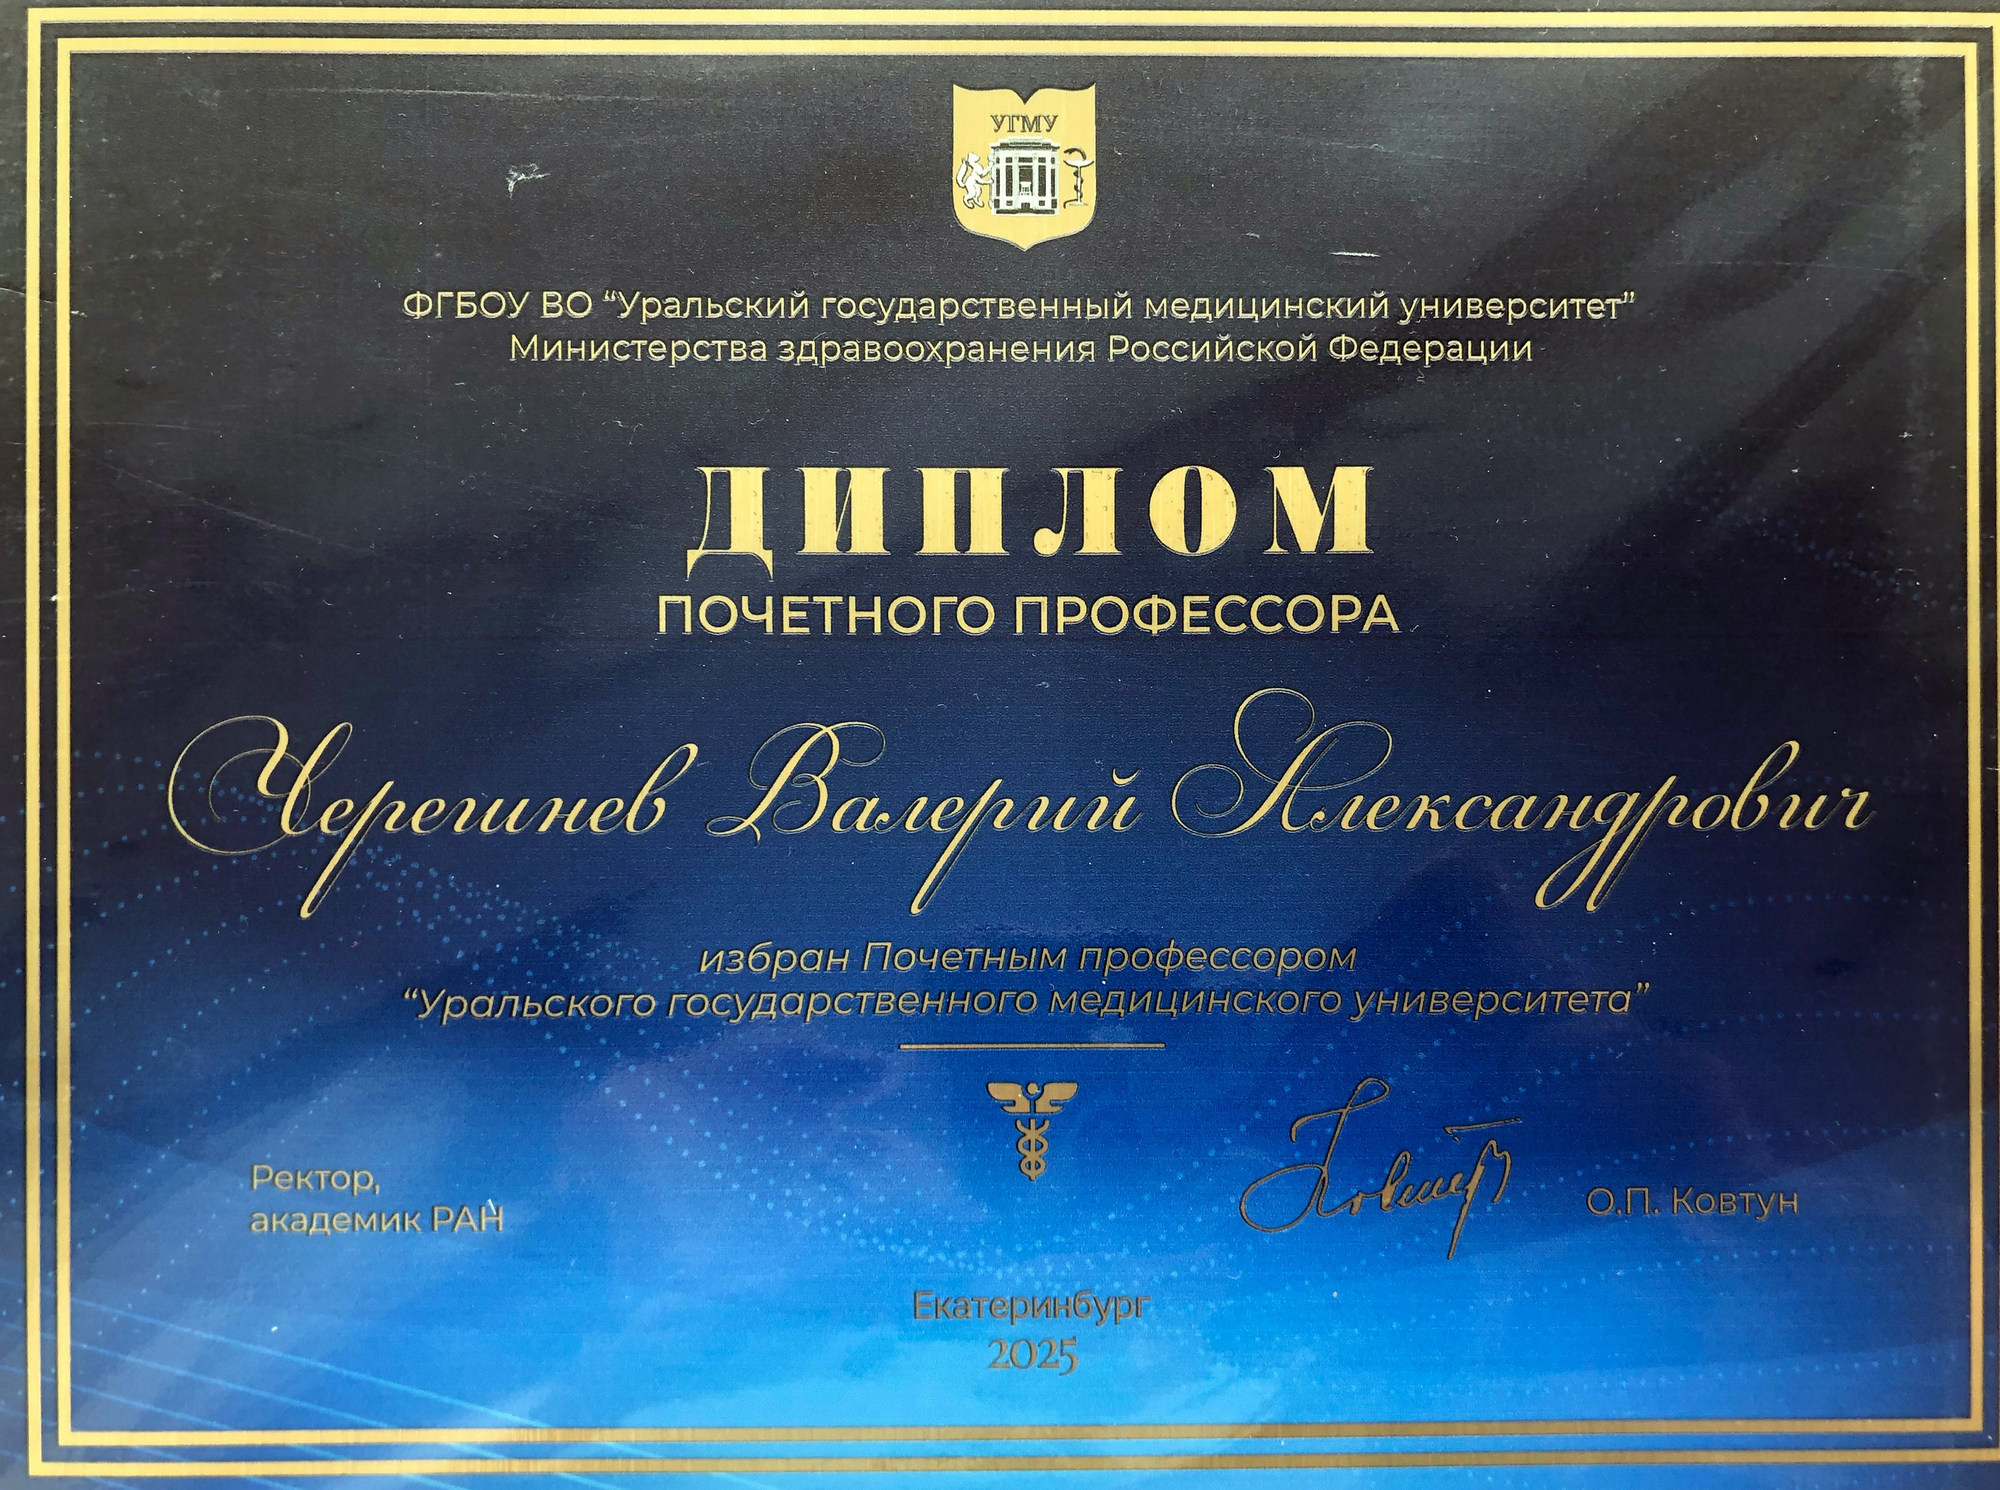 УГМУ
ФГБОУ ВО “Уральский государственный медицинский университет”
Министерства здравоохранения Российской Федерации
ДИПЛОМ
ПОЧЕТНОГО ПРОФЕССОРА
Черешнев Валерий Александрович
избран Почетным профессором
“Уральского государственного медицинского университета”
Ректор,
академик РАН
О.П. Ковтун
Екатеринбург
2025